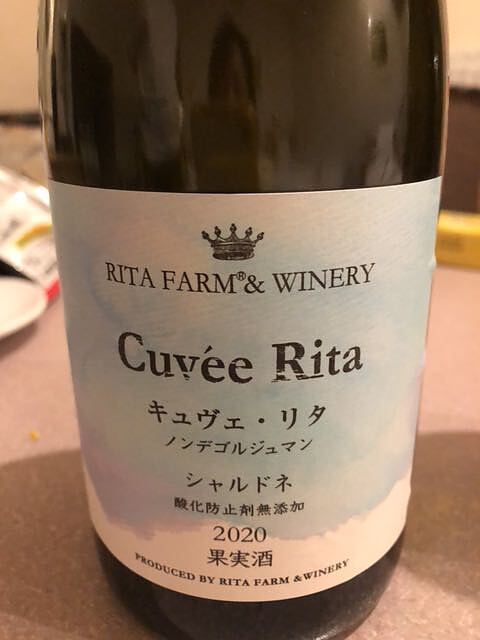 RITA FARM® & WINERY
Cuvée Rita
キュヴェ・リタ
ノンデゴルジュマン
シャルドネ
酸化防止剤無添加
2020
果実酒
PRODUCED BY RITA FARM &WINERY